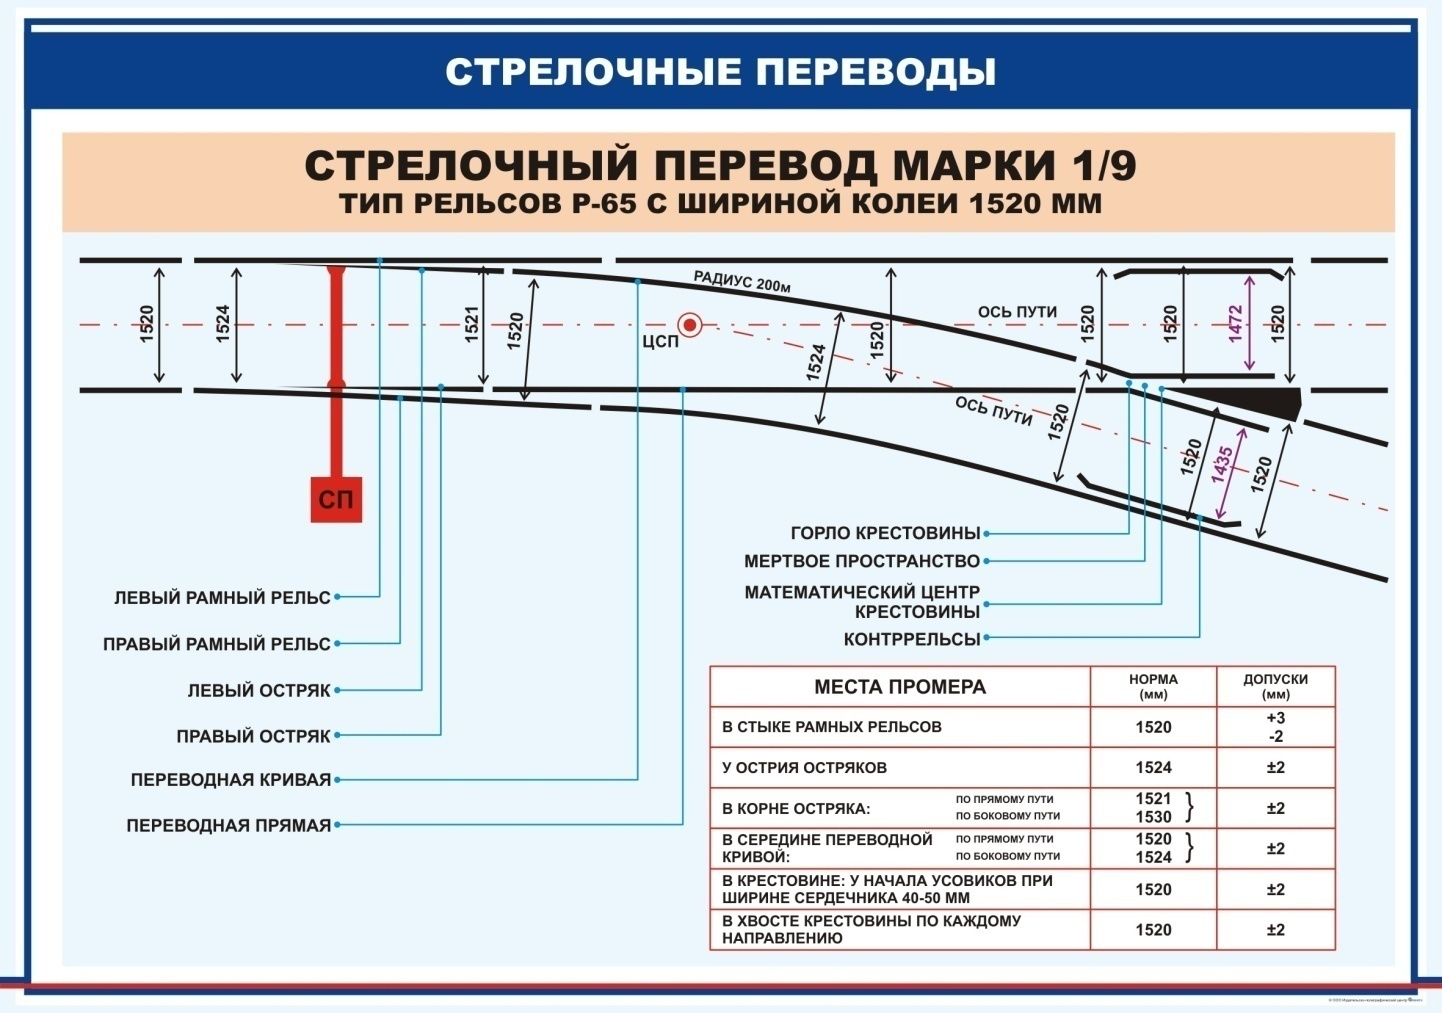 СТРЕЛОЧНЫЕ ПЕРЕВОДЫ
СТРЕЛОЧНЫЙ ПЕРЕВОД МАРКИ 1/9
ТИП РЕЛЬСОВ Р-65 С ШИРИНОЙ КОЛЕИ 1520 ММ
1520
1524
1521
1520
РАДИУС 200м
ЦСП
1524
1520
ОСЬ ПУТИ
ОСЬ ПУТИ
1520
1520
1520
1472
1520
1520
1435
1520
СП
ГОРЛО КРЕСТОВИНЫ
МЕРТВОЕ ПРОСТРАНСТВО
МАТЕМАТИЧЕСКИЙ ЦЕНТР
КРЕСТОВИНЫ
КОНТРРЕЛЬСЫ
ЛЕВЫЙ РАМНЫЙ РЕЛЬС
ПРАВЫЙ РАМНЫЙ РЕЛЬС
ЛЕВЫЙ ОСТРЯК
ПРАВЫЙ ОСТРЯК
ПЕРЕВОДНАЯ КРИВАЯ
ПЕРЕВОДНАЯ ПРЯМАЯ
МЕСТА ПРОМЕРА НОРМА (мм) ДОПУСКИ (мм)
В СТЫКЕ РАМНЫХ РЕЛЬСОВ 1520 +3 -2
У ОСТРИЯ ОСТРЯКОВ 1524 ±2
В КОРНЕ ОСТРЯКА: ПО ПРЯМОМУ ПУТИ 1521 } ±2
ПО БОКОВОМУ ПУТИ 1530
В СЕРЕДИНЕ ПЕРЕВОДНОЙ ПО ПРЯМОМУ ПУТИ 1520 } ±2
КРИВОЙ: ПО БОКОВОМУ ПУТИ 1524
В КРЕСТОВИНЕ: У НАЧАЛА УСОВИКОВ ПРИ
ШИРИНЕ СЕРДЕЧНИКА 40-50 ММ 1520 ±2
В ХВОСТЕ КРЕСТОВИНЫ ПО КАЖДОМУ
НАПРАВЛЕНИЮ 1520 ±2